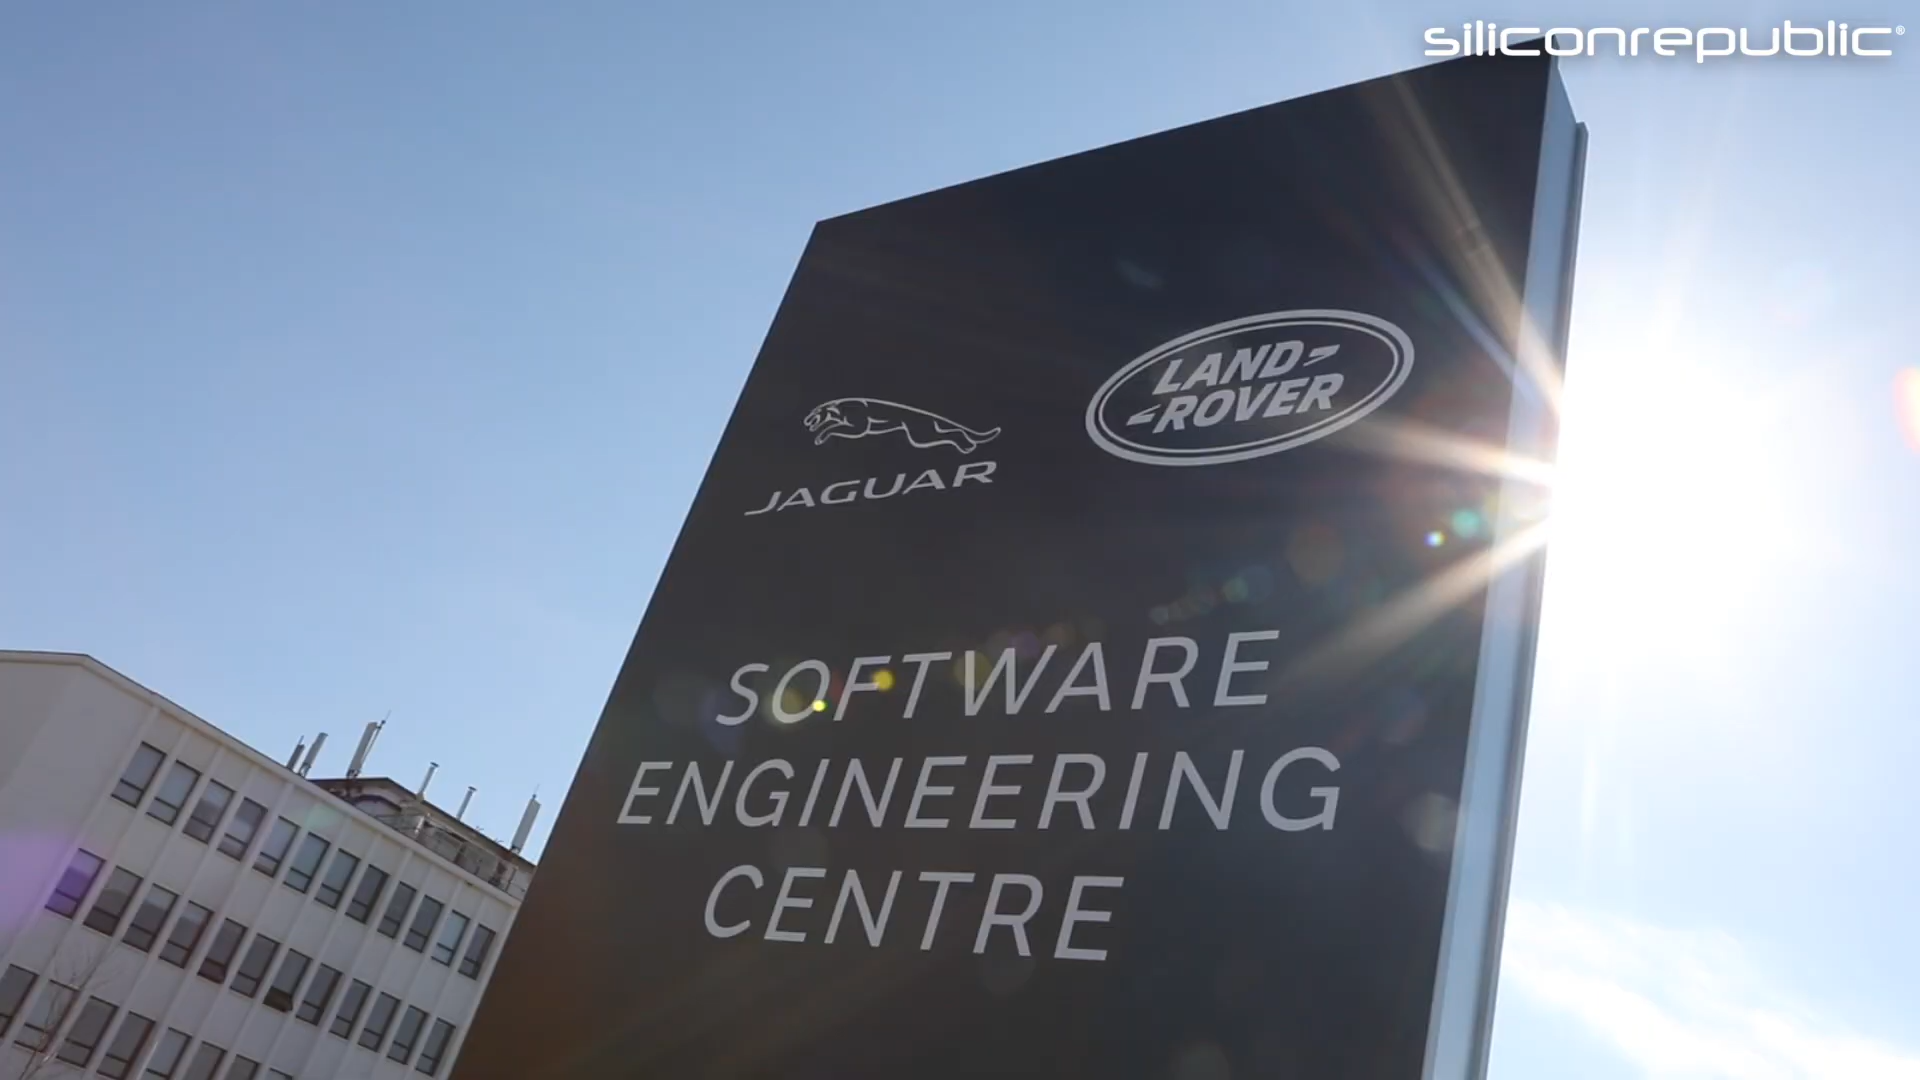 siliconrepublic®
LAND
ROVER
JAGUAR
SOFTWARE
ENGINEERING
CENTRE